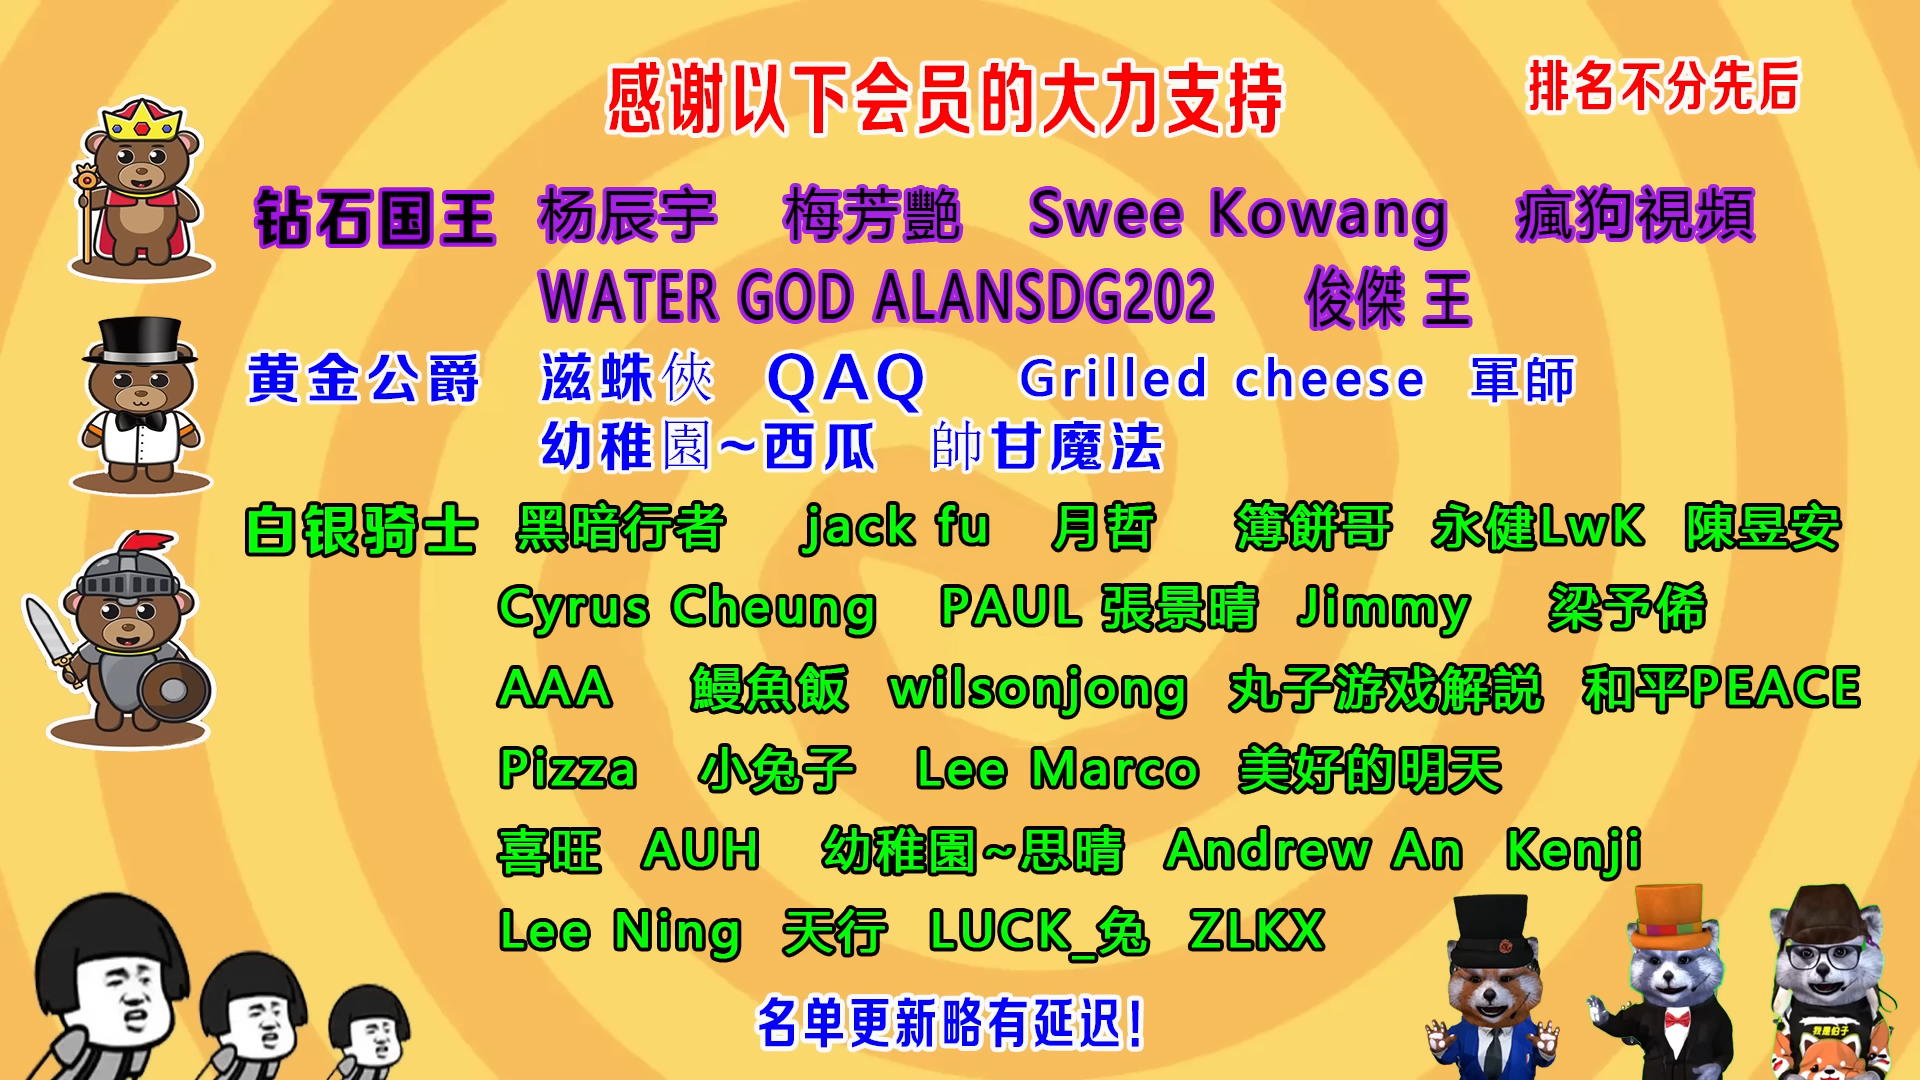 感谢以下会员的大力支持
排名不分先后
钻石国王 杨辰宇 梅芳艷 Swee Kowang 瘋狗視頻
WATER GOD ALANSDG202 俊傑 王
黄金公爵 滋蛛俠 QAQ Grilled cheese 軍師
幼稚園~西瓜 帥甘魔法
白银骑士 黑暗行者 jack fu 月哲 簿餅哥 永健LwK 陳昱安
Cyrus Cheung PAUL 張景晴 Jimmy 梁予俙
AAA 鰻魚飯 wilsonjong 丸子游戏解説 和平PEACE
Pizza 小兔子 Lee Marco 美好的明天
喜旺 AUH 幼稚園~思晴 Andrew An Kenji
Lee Ning 天行 LUCK_兔 ZLKX
名单更新略有延迟！